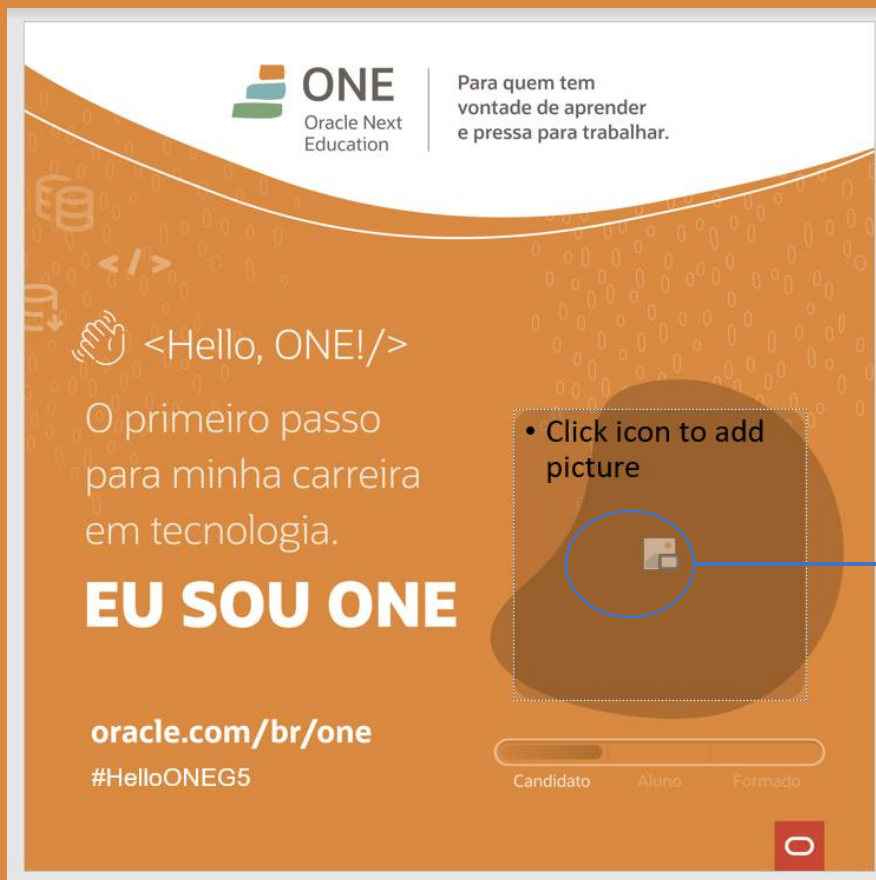 ONE
Oracle Next
Education
Para quem tem
vontade de aprender
e pressa para trabalhar.
</>
<Hello, ONE!/>
O primeiro passo
para minha carreira
em tecnologia.
EU SOU ONE
• Click icon to add
picture
oracle.com/br/one
#HelloONEG5
Candidato Aluno Formado